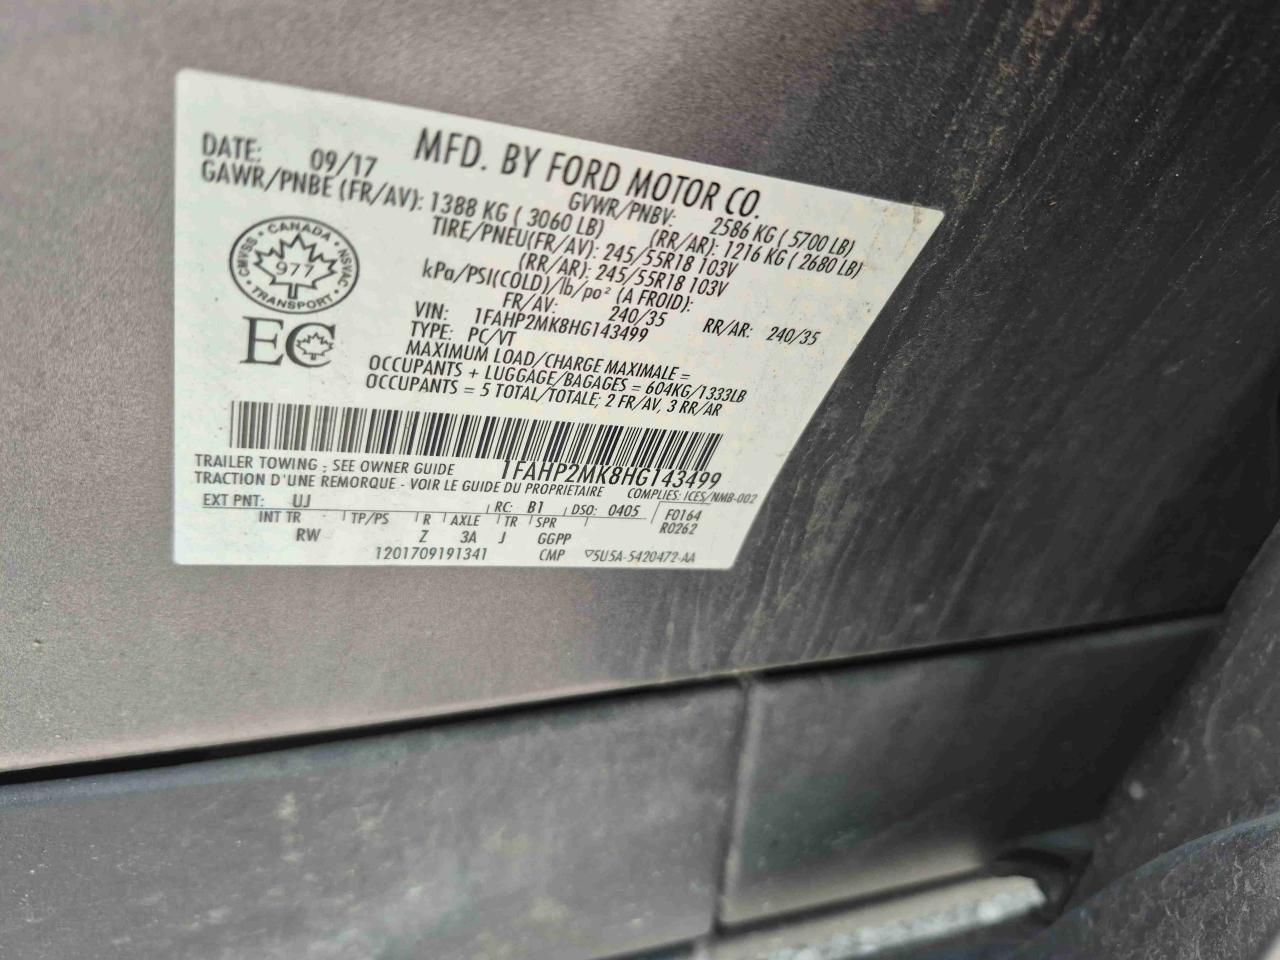 MFD. BY FORD MOTOR CO.
DATE: 09/17 GVWR/PNBV: 2586 KG ( 5700 LB)
GAWR/PNBE (FR/AV): 1388 KG ( 3060 LB) (RR/AR): 1216 KG ( 2680 LB)
TIRE/PNEU(FR/AV): 245/55R18 103V
(RR/AR): 245/55R18 103V
kPa/PSI(COLD)/lb/po² (A FROID):
FR/AV: 240/35 RR/AR: 240/35
VIN: 1FAHP2MK8HG143499
TYPE: PC/VT
MAXIMUM LOAD/CHARGE MAXIMALE =
OCCUPANTS + LUGGAGE/BAGAGES = 604KG/1333LB
OCCUPANTS = 5 TOTAL/TOTALE; 2 FR/AV, 3 RR/AR
CANADA
CMVSS NSVAC
977
TRANSPORT
EC
1FAHP2MK8HG143499
TRAILER TOWING - SEE OWNER GUIDE
TRACTION D'UNE REMORQUE - VOIR LE GUIDE DU PROPRIETAIRE COMPLIES: ICES/NMB-002
EXT PNT: UJ RC: B1 DSO: 0405 F0164
INT TR TP/PS R AXLE TR SPR R0262
RW Z 3A J GGPP
1201709191341 CMP ▽5U5A-5420472-AA